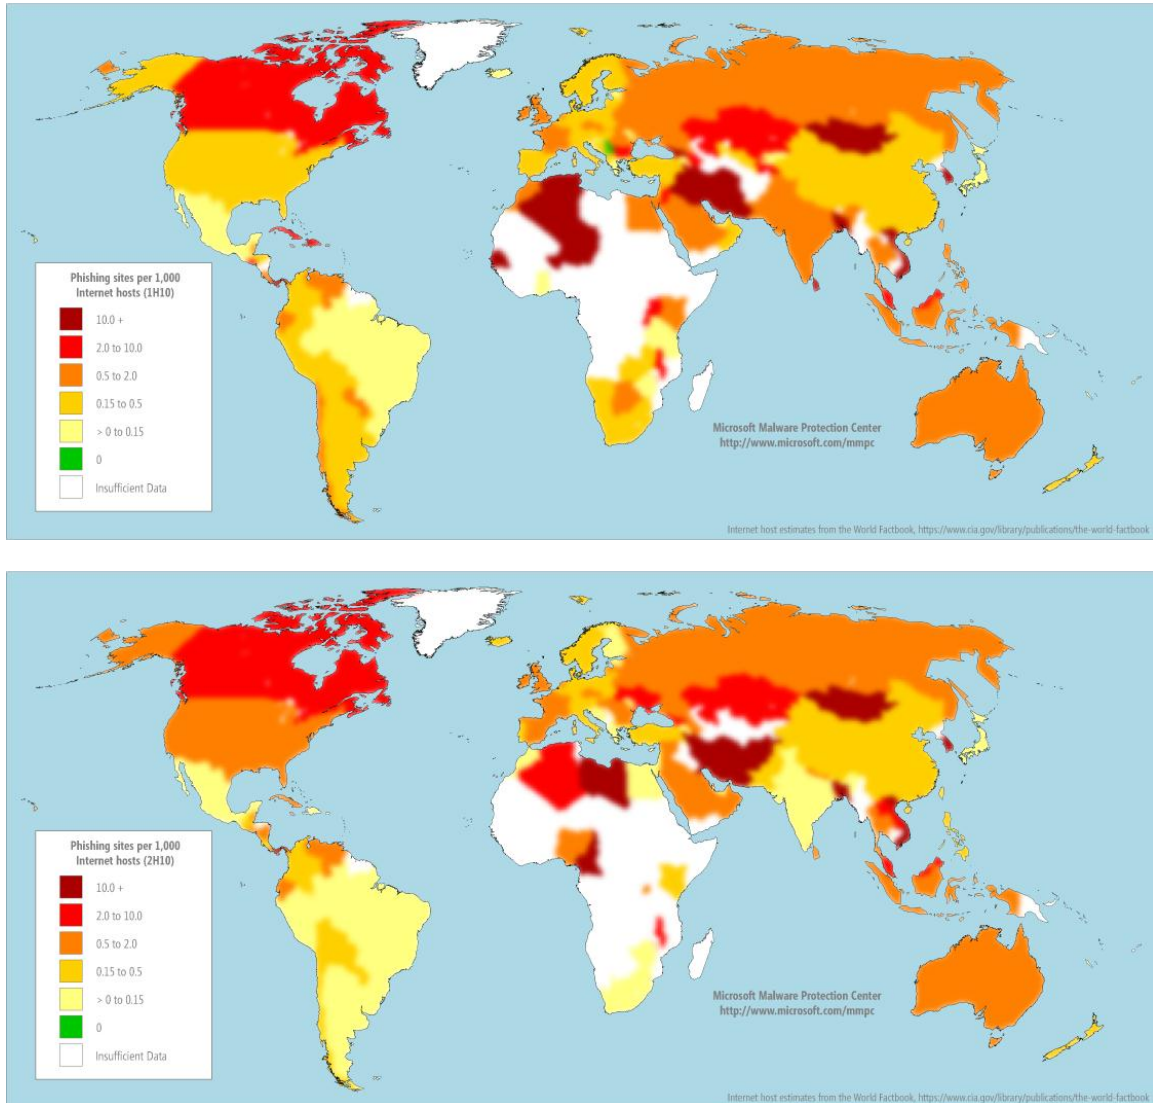 Phishing sites per 1,000
Internet hosts (1H10)
10.0 +
2.0 to 10.0
0.5 to 2.0
0.15 to 0.5
> 0 to 0.15
0
Insufficient Data
Microsoft Malware Protection Center
http://www.microsoft.com/mmpc
Internet host estimates from the World Factbook, https://www.cia.gov/library/publications/the-world-factbook
Phishing sites per 1,000
Internet hosts (2H10)
10.0 +
2.0 to 10.0
0.5 to 2.0
0.15 to 0.5
> 0 to 0.15
0
Insufficient Data
Microsoft Malware Protection Center
http://www.microsoft.com/mmpc
Internet host estimates from the World Factbook, https://www.cia.gov/library/publications/the-world-factbook